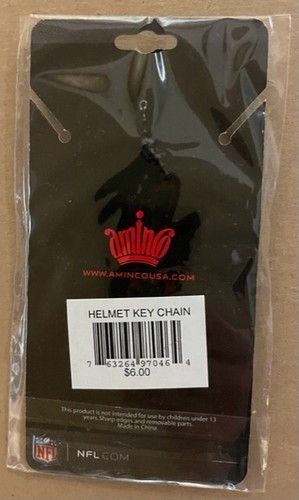 aminco
WWW.AMINCOUSA.COM
HELMET KEY CHAIN
7 63264 97046 4
$6.00
This product is not intended for use by children under 13
years. Sharp edges and removable parts.
Made in China
NFL NFL.COM